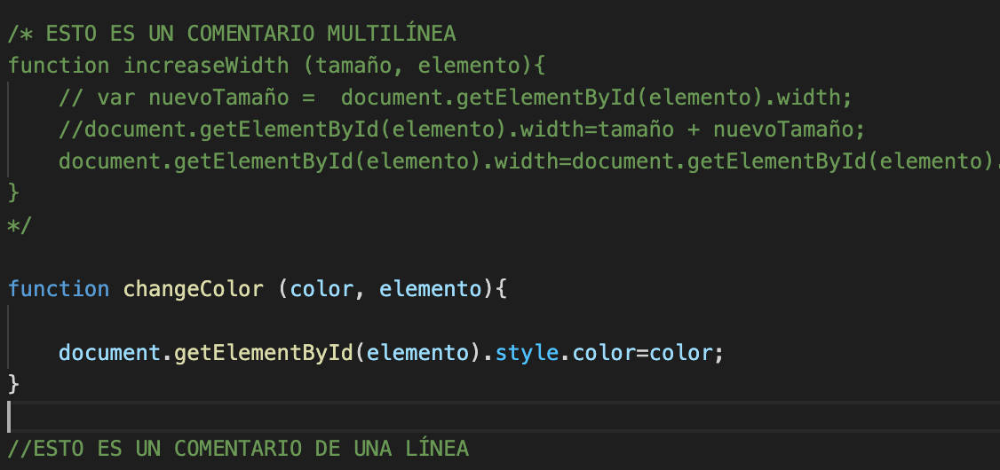 /* ESTO ES UN COMENTARIO MULTILÍNEA
function increaseWidth (tamaño, elemento){
    // var nuevoTamaño =  document.getElementById(elemento).width;
    //document.getElementById(elemento).width=tamaño + nuevoTamaño;
    document.getElementById(elemento).width=document.getElementById(elemento).
}
*/
function changeColor (color, elemento){
    document.getElementById(elemento).style.color=color;
}
//ESTO ES UN COMENTARIO DE UNA LÍNEA